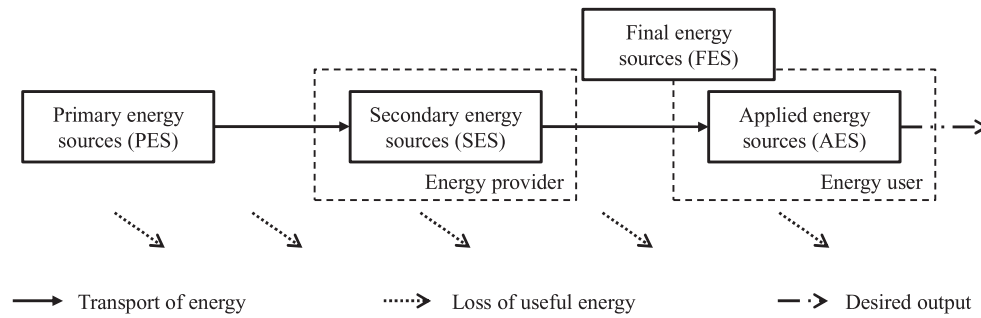 Final energy
sources (FES)
Primary energy
sources (PES)
Secondary energy
sources (SES)
Applied energy
sources (AES)
Energy provider
Energy user
Transport of energy
Loss of useful energy
Desired output